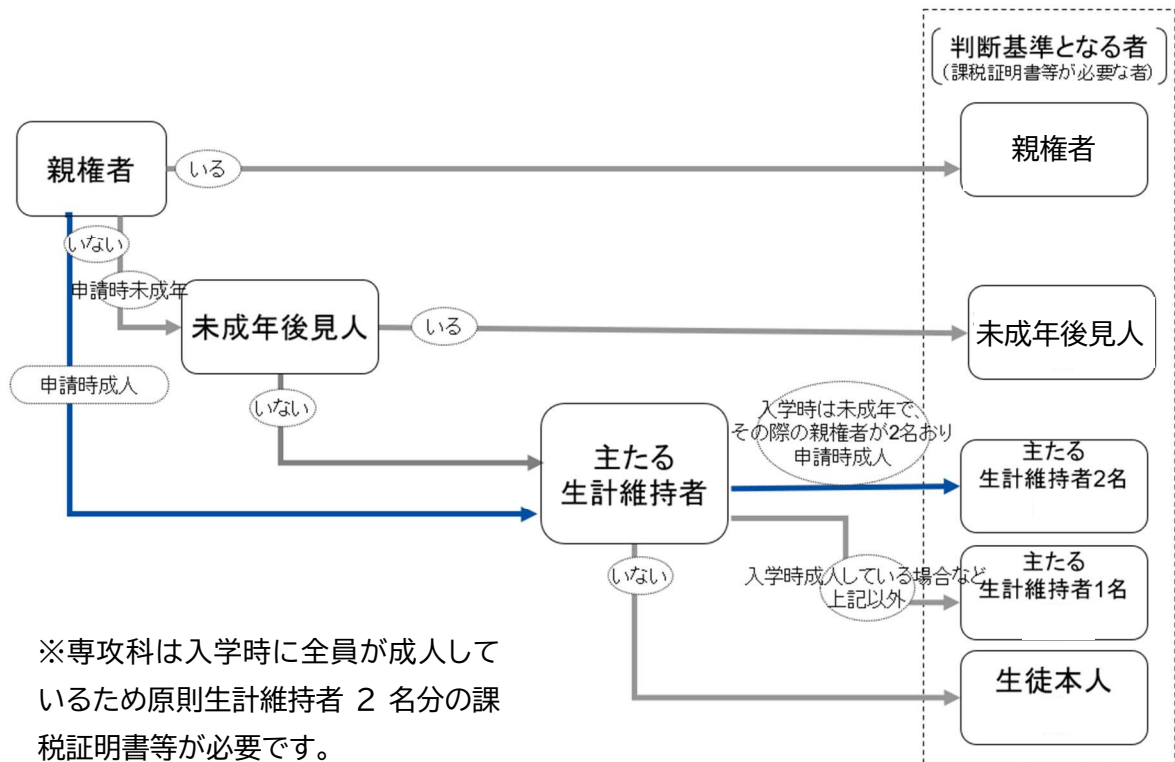 判断基準となる者
(課税証明書等が必要な者)
親権者
いる
親権者
いない
申請時未成年
未成年後見人
いる
未成年後見人
申請時成人
いない
主たる
生計維持者
入学時は未成年で、
その際の親権者が2名おり
申請時成人
主たる
生計維持者2名
いない
入学時成人している場合など
上記以外
主たる
生計維持者1名
生徒本人
※専攻科は入学時に全員が成人して
いるため原則生計維持者 2 名分の課
税証明書等が必要です。